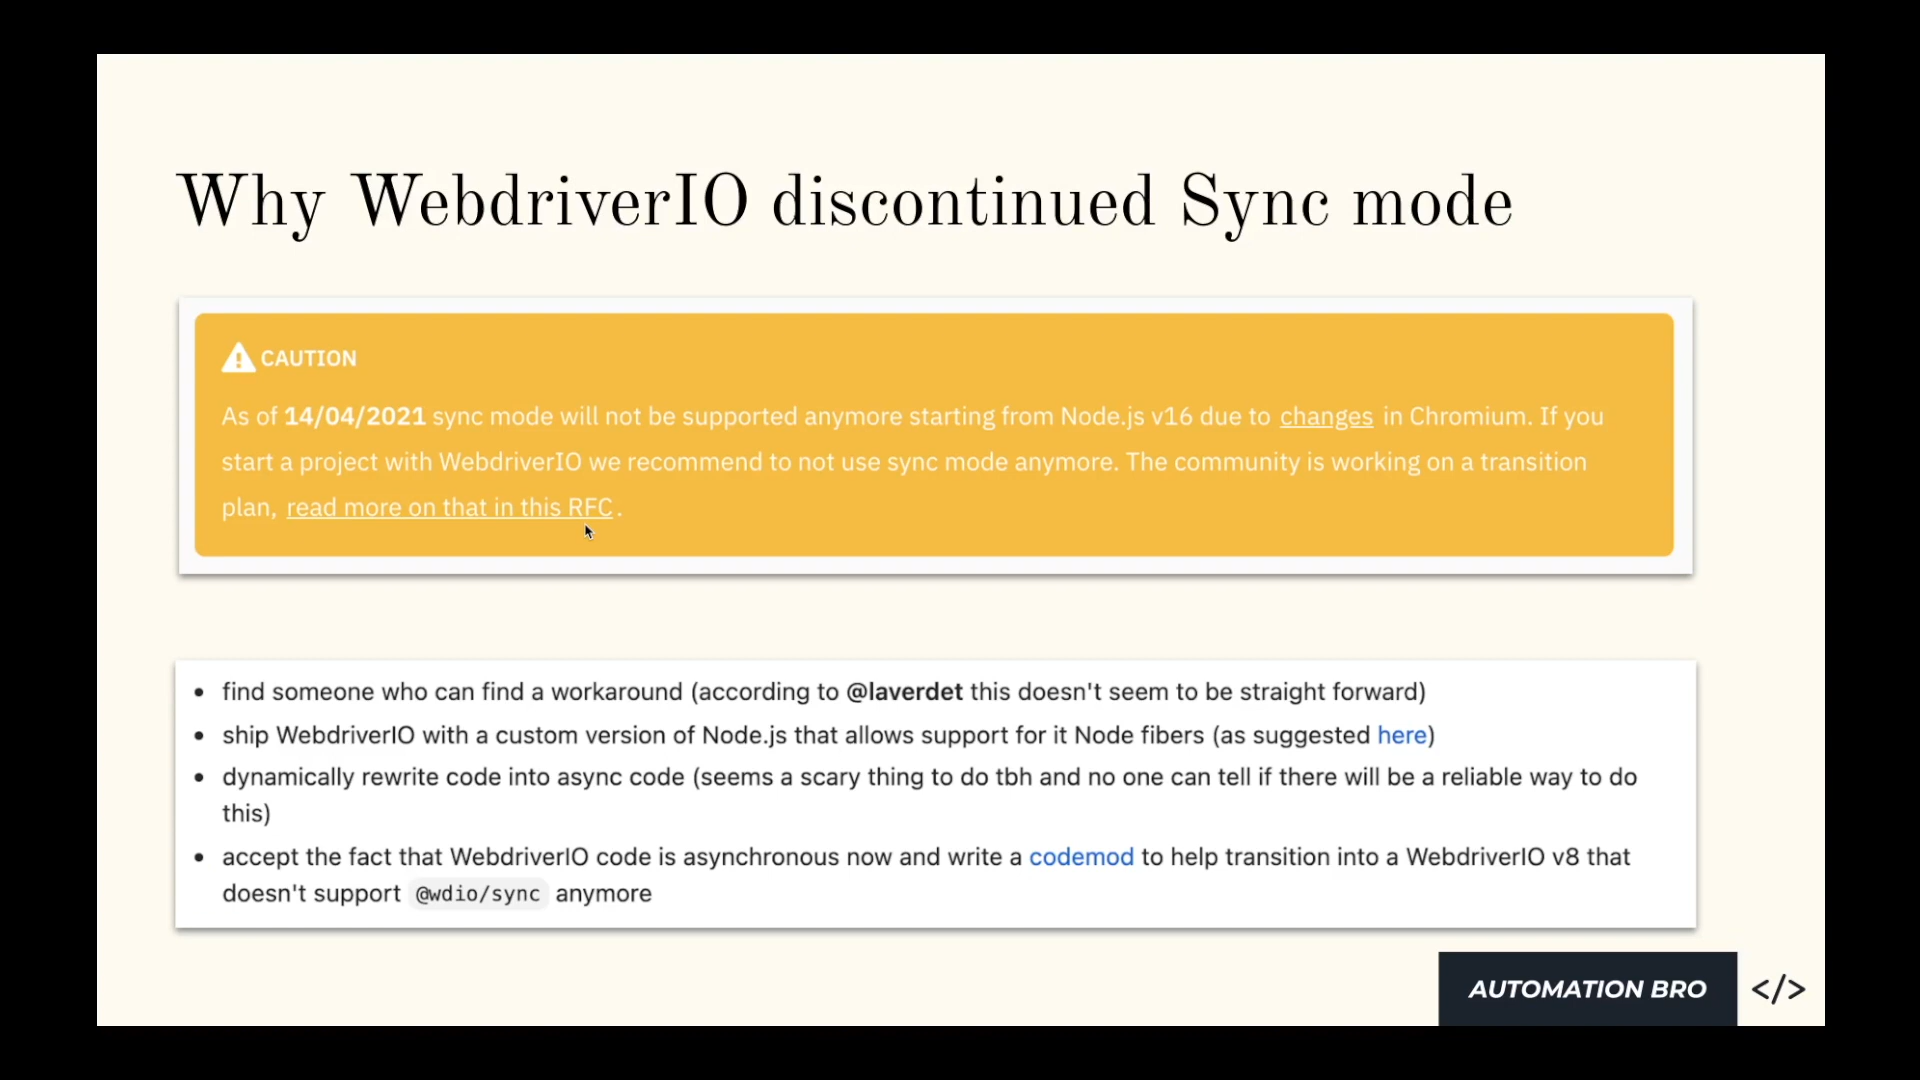 Why WebdriverIO discontinued Sync mode
CAUTION
As of 14/04/2021 sync mode will not be supported anymore starting from Node.js v16 due to changes in Chromium. If you
start a project with WebdriverIO we recommend to not use sync mode anymore. The community is working on a transition
plan, read more on that in this RFC.
• find someone who can find a workaround (according to @laverdet this doesn't seem to be straight forward)
• ship WebdriverIO with a custom version of Node.js that allows support for it Node fibers (as suggested here)
• dynamically rewrite code into async code (seems a scary thing to do tbh and no one can tell if there will be a reliable way to do
this)
• accept the fact that WebdriverIO code is asynchronous now and write a codemod to help transition into a WebdriverIO v8 that
doesn't support @wdio/sync anymore
AUTOMATION BRO </>